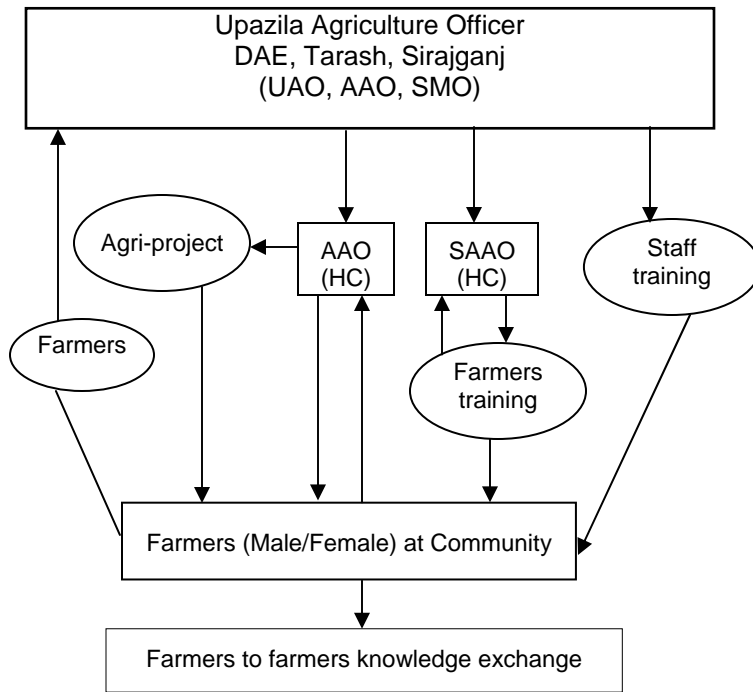 Upazila Agriculture Officer
DAE, Tarash, Sirajganj
(UAO, AAO, SMO)
Agri-project
AAO
(HC)
SAAO
(HC)
Staff
training
Farmers
Farmers
training
Farmers (Male/Female) at Community
Farmers to farmers knowledge exchange